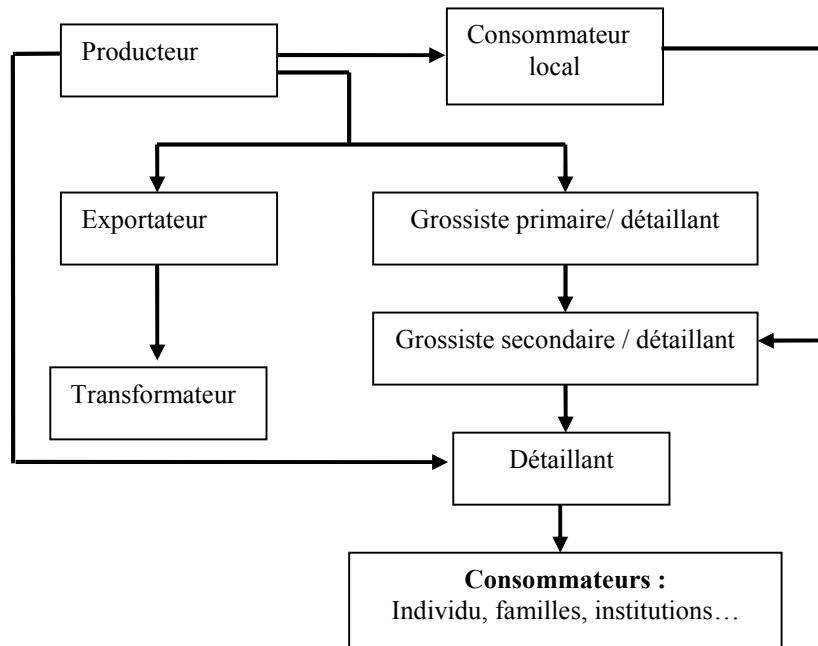 Producteur
Consommateur
local
Exportateur
Grossiste primaire/ détaillant
Grossiste secondaire / détaillant
Transformateur
Détaillant
Consommateurs :
Individu, familles, institutions…